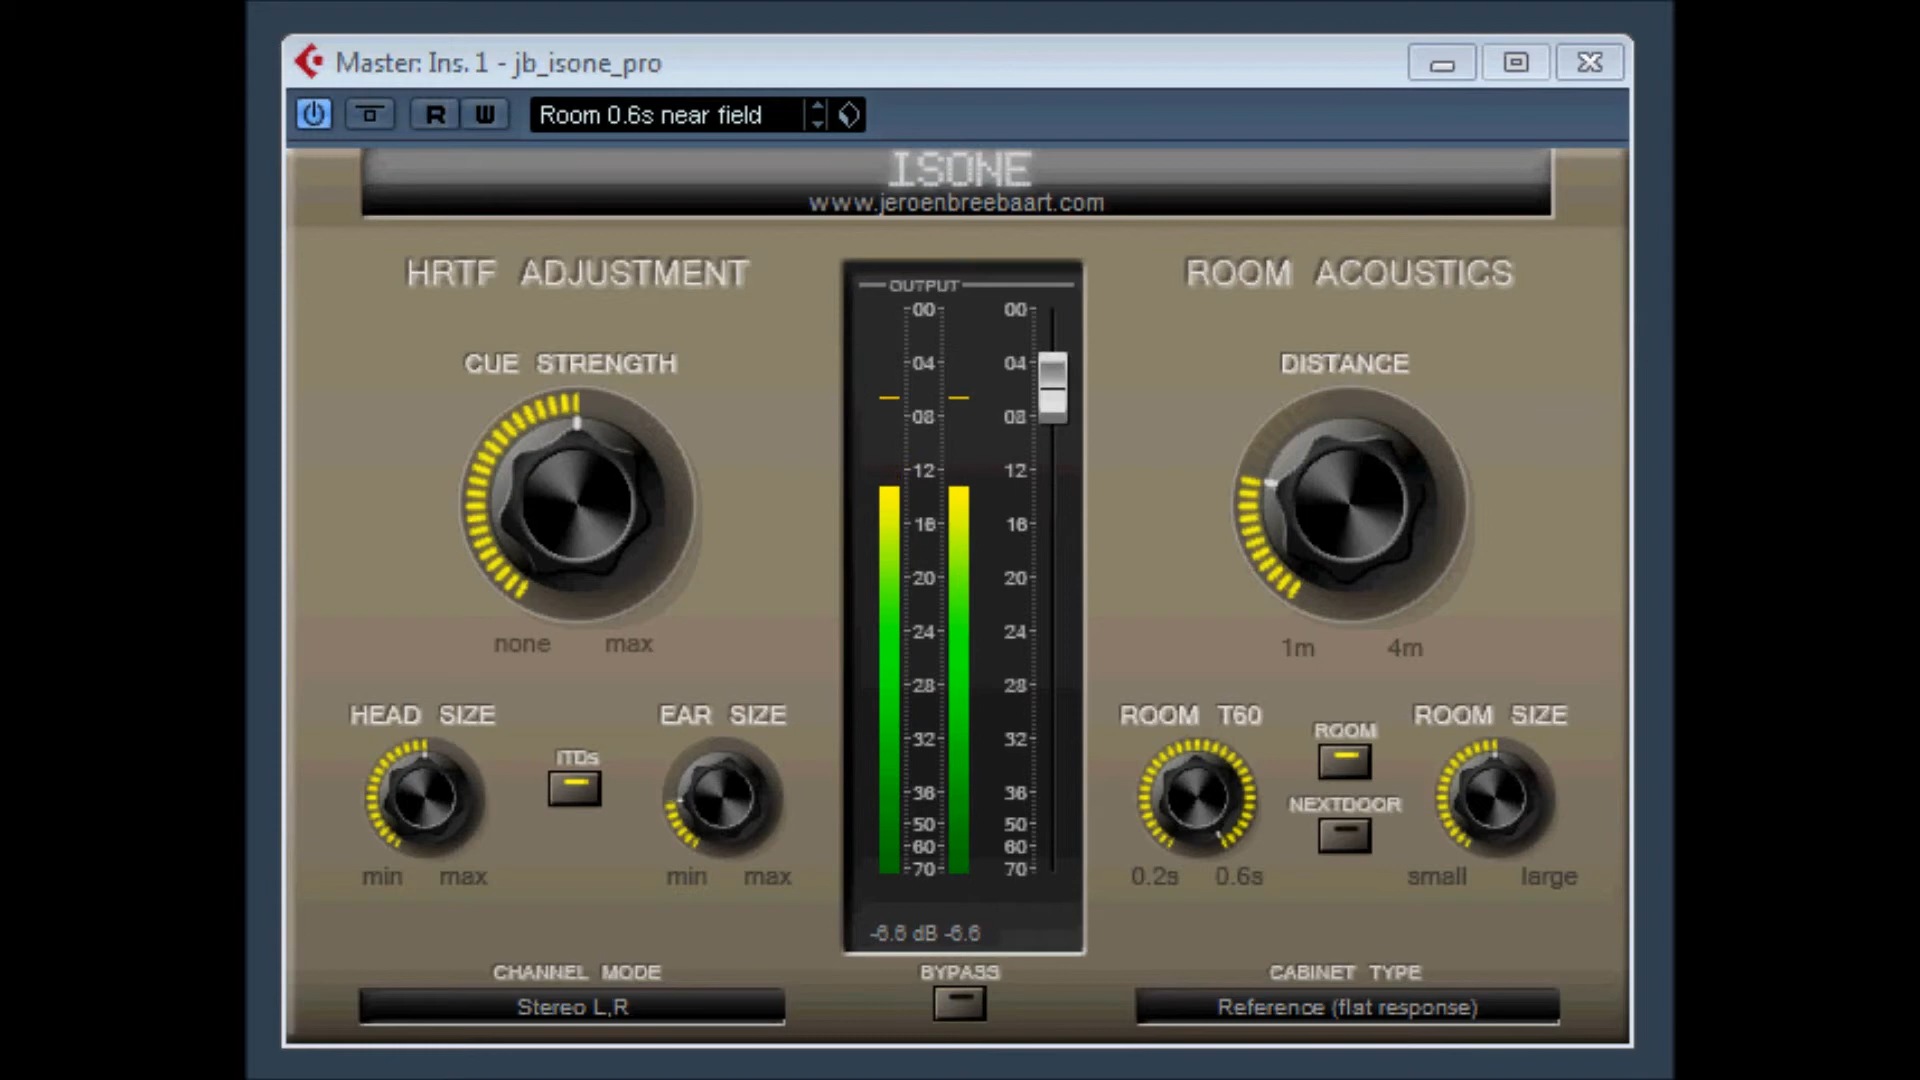 Master: Ins. 1 - jb_isone_pro
R W Room 0.6s near field
ISONE
www.jeroenbreebaart.com
HRTF ADJUSTMENT
CUE STRENGTH
none max
HEAD SIZE
min max
ITDs
EAR SIZE
min max
CHANNEL MODE
Stereo L,R
OUTPUT
00 00
04 04
08 08
12 12
16 16
20 20
24 24
28 28
32 32
36 36
50 50
60 60
70 70
-6.6 dB -6.6
BYPASS
ROOM ACOUSTICS
DISTANCE
1m 4m
ROOM T60
0.2s 0.6s
ROOM
NEXTDOOR
ROOM SIZE
small large
CABINET TYPE
Reference (flat response)